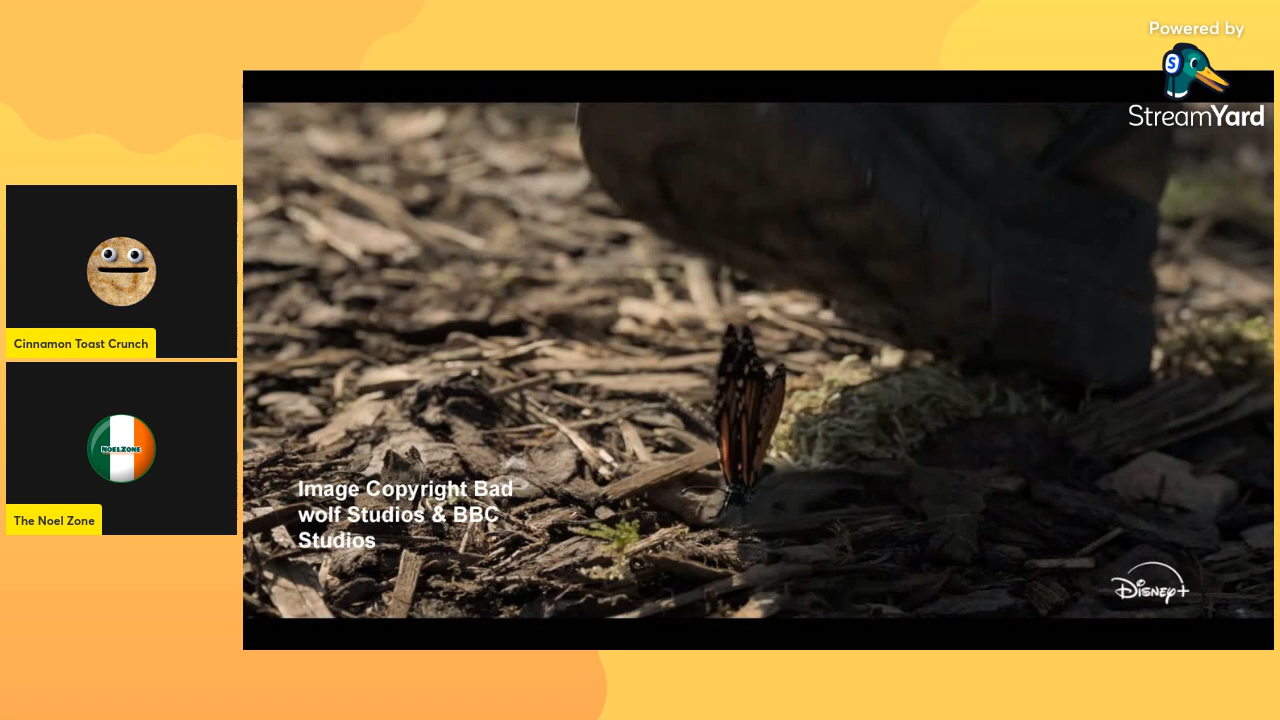 Powered by
StreamYard
S
Cinnamon Toast Crunch
NOELZONE
The Noel Zone
Image Copyright Bad
wolf Studios & BBC
Studios
Disney+